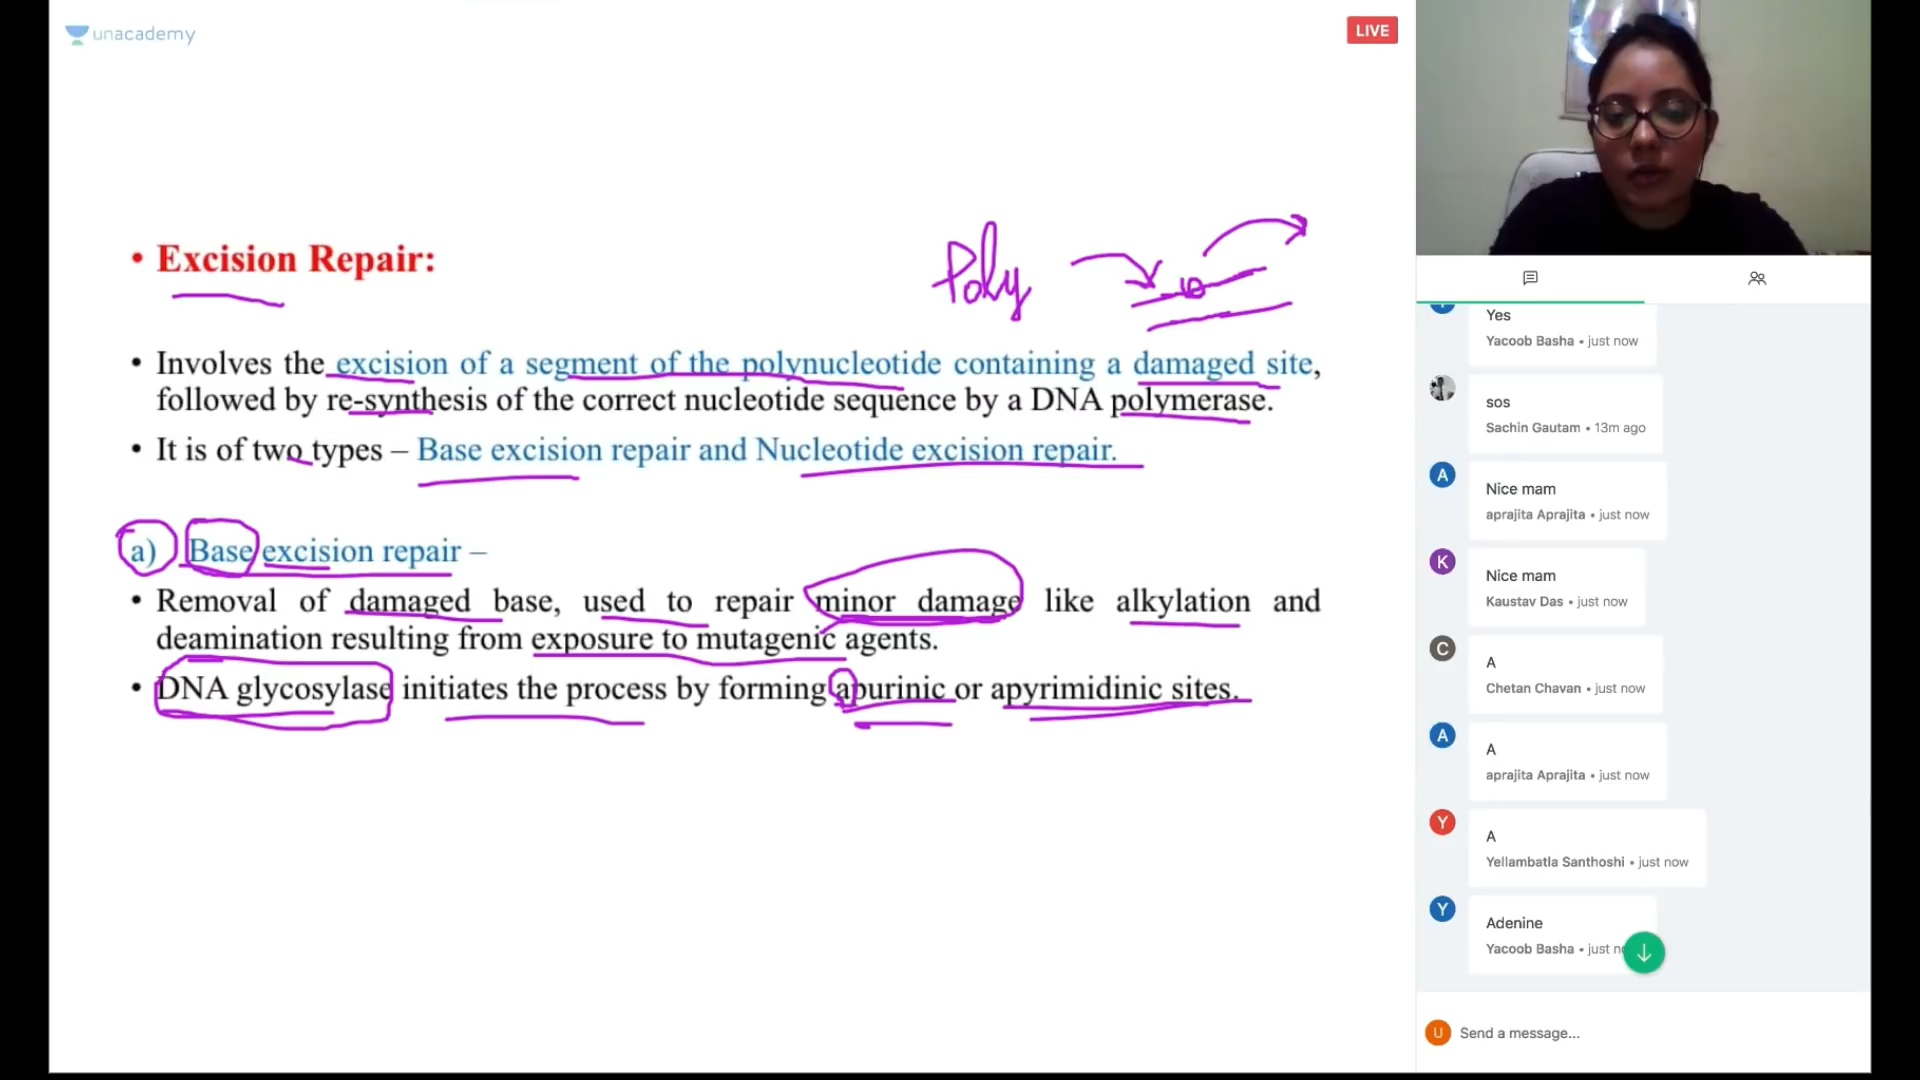 unacademy
LIVE
• Excision Repair:
Poly
• Involves the excision of a segment of the polynucleotide containing a damaged site,
followed by re-synthesis of the correct nucleotide sequence by a DNA polymerase.
• It is of two types – Base excision repair and Nucleotide excision repair.
a) Base excision repair –
• Removal of damaged base, used to repair minor damage like alkylation and
deamination resulting from exposure to mutagenic agents.
• DNA glycosylase initiates the process by forming apurinic or apyrimidinic sites.
Yes
Yacoob Basha • just now
sos
Sachin Gautam • 13m ago
A
Nice mam
aprajita Aprajita • just now
K
Nice mam
Kaustav Das • just now
C
A
Chetan Chavan • just now
A
A
aprajita Aprajita • just now
Y
A
Yellambatla Santhoshi • just now
Y
Adenine
Yacoob Basha • just
U
Send a message...